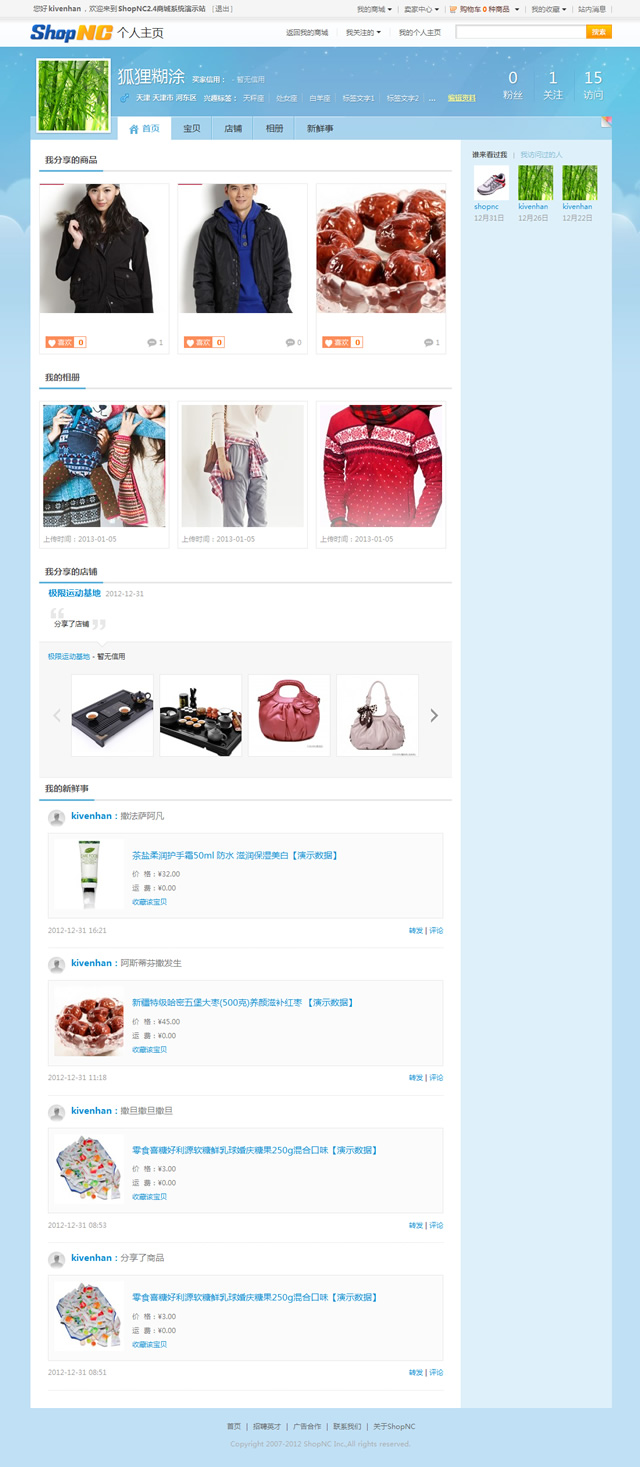 您好 kivenhan，欢迎来到 ShopNC2.4商城系统演示站 [退出]
我的商城 | 卖家中心 | 购物车 0 种商品 | 我的收藏 | 站内消息
ShopNC 个人主页
返回我的商城 | 我关注的 | 我的个人主页
搜索
狐狸糊涂 买家信用： - 暂无信用
天津 天津市 河东区 兴趣标签： 天秤座 | 处女座 | 白羊座 | 标签文字1 | 标签文字2 | ... 编辑资料
0 1 15
粉丝 关注 访问
首页 宝贝 店铺 相册 新鲜事
我分享的商品
喜欢 0 1
喜欢 0 0
喜欢 0 1
谁来看过我 | 我访问过的人
shopnc kivenhan kivenhan
12月31日 12月26日 12月22日
我的相册
上传时间：2013-01-05
上传时间：2013-01-05
上传时间：2013-01-05
我分享的店铺
极限运动基地 2012-12-31
分享了店铺
极限运动基地 - 暂无信用
我的新鲜事
kivenhan：撒法萨阿凡
茶盐柔润护手霜50ml 防水 滋润保湿美白【演示数据】
价 格：¥32.00
运 费：¥0.00
收藏该宝贝
2012-12-31 16:21 转发 | 评论
kivenhan：阿斯蒂芬撒发生
新疆特级哈密五堡大枣(500克)养颜滋补红枣 【演示数据】
价 格：¥45.00
运 费：¥0.00
收藏该宝贝
2012-12-31 11:18 转发 | 评论
kivenhan：撒旦撒旦撒旦
零食喜糖好利源软糖鲜乳球婚庆糖果250g混合口味【演示数据】
价 格：¥3.00
运 费：¥0.00
收藏该宝贝
2012-12-31 08:53 转发 | 评论
kivenhan：分享了商品
零食喜糖好利源软糖鲜乳球婚庆糖果250g混合口味【演示数据】
价 格：¥3.00
运 费：¥0.00
收藏该宝贝
2012-12-31 08:51 转发 | 评论
首页 | 招聘英才 | 广告合作 | 联系我们 | 关于ShopNC
Copyright 2007-2012 ShopNC Inc.,All rights reserved.